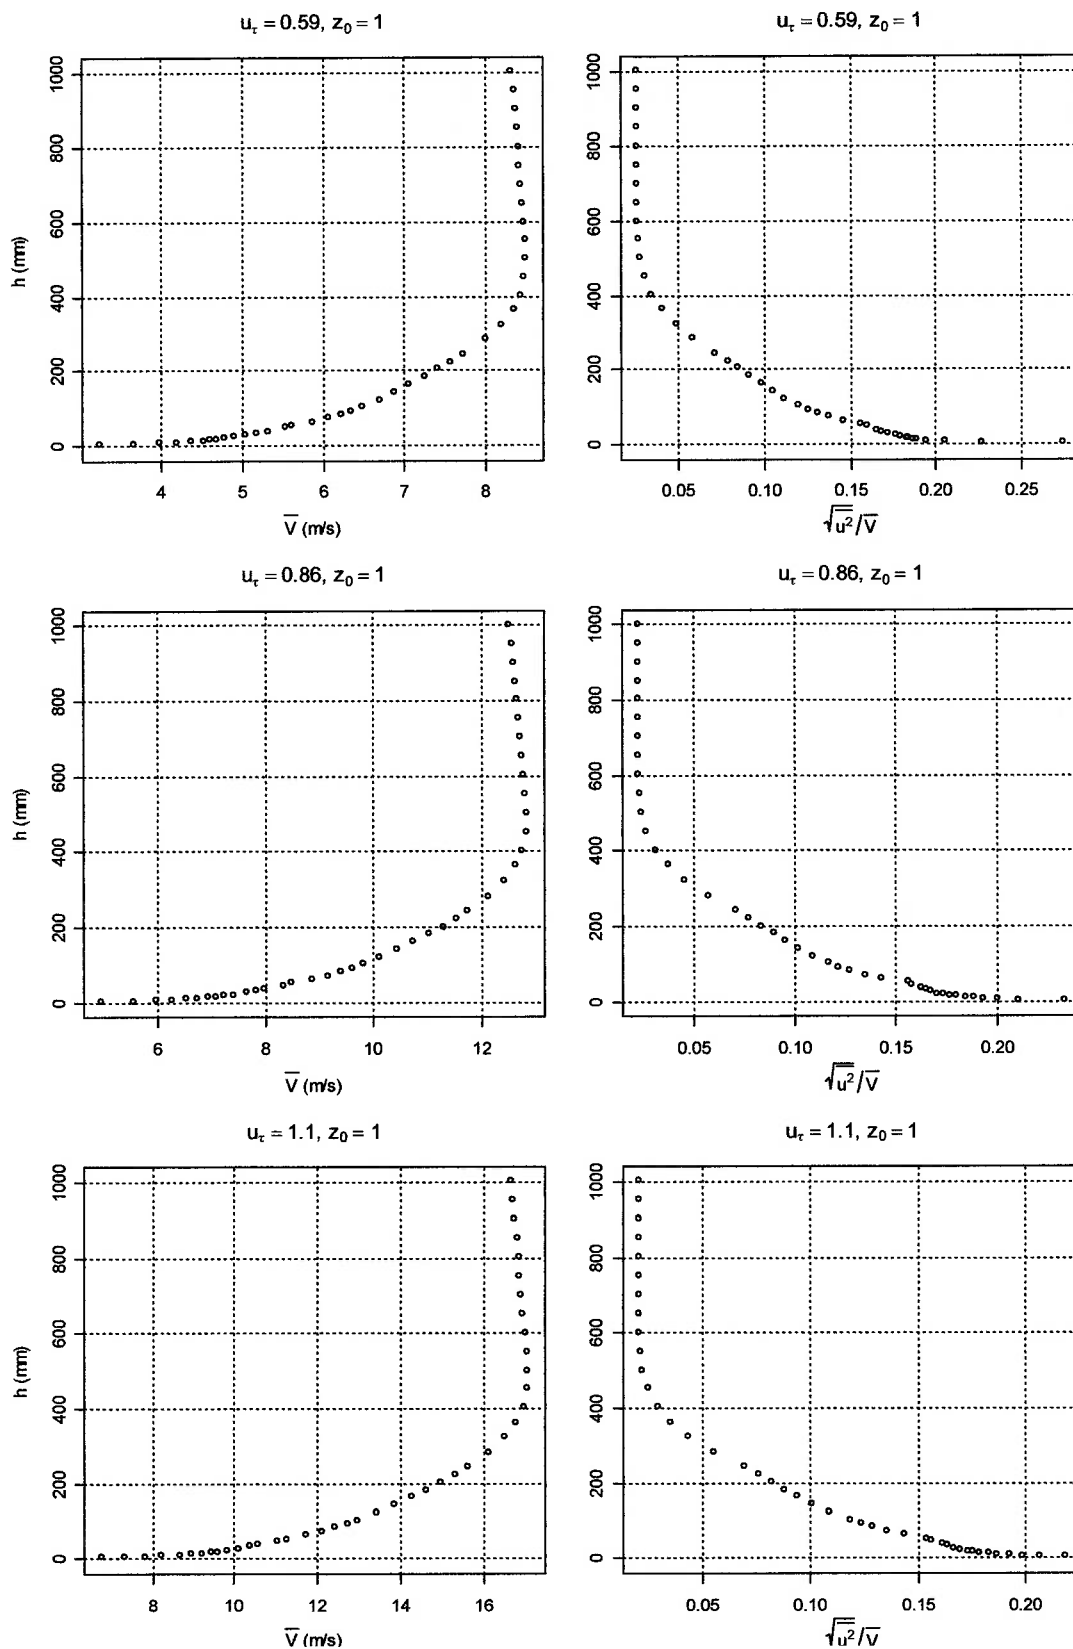 u_τ = 0.59, z_0 = 1
u_τ = 0.59, z_0 = 1
h (mm)
1000
800
600
400
200
0
4 5 6 7 8
V̅ (m/s)
1000
800
600
400
200
0
0.05 0.10 0.15 0.20 0.25
√u̅²/V̅
u_τ = 0.86, z_0 = 1
u_τ = 0.86, z_0 = 1
h (mm)
1000
800
600
400
200
0
6 8 10 12
V̅ (m/s)
1000
800
600
400
200
0
0.05 0.10 0.15 0.20
√u̅²/V̅
u_τ = 1.1, z_0 = 1
u_τ = 1.1, z_0 = 1
h (mm)
1000
800
600
400
200
0
8 10 12 14 16
V̅ (m/s)
1000
800
600
400
200
0
0.05 0.10 0.15 0.20
√u̅²/V̅